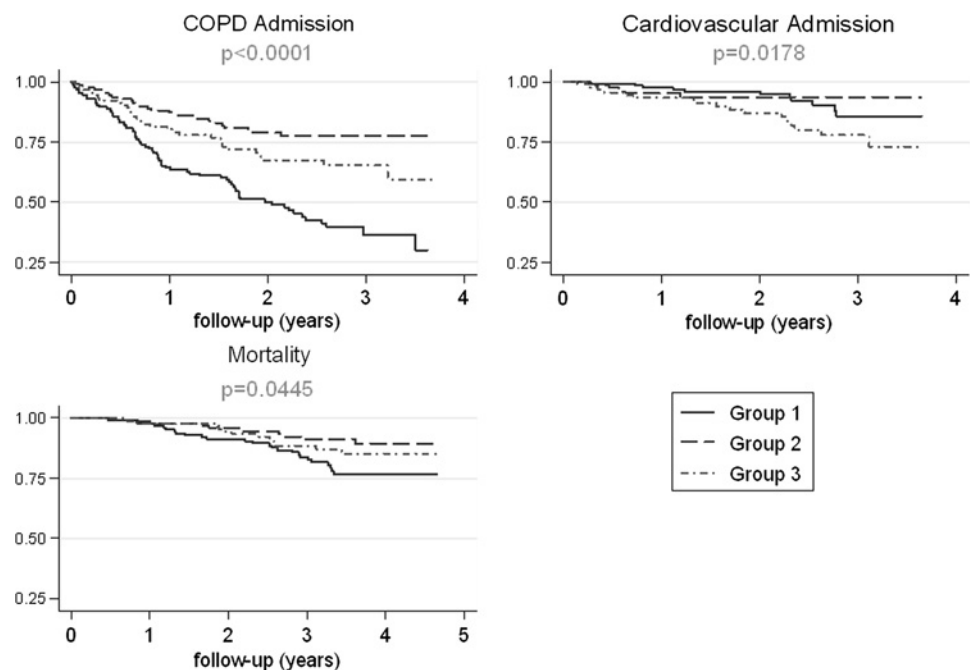 COPD Admission
p<0.0001
1.00
0.75
0.50
0.25
0 1 2 3 4
follow-up (years)
Cardiovascular Admission
p=0.0178
1.00
0.75
0.50
0.25
0 1 2 3 4
follow-up (years)
Mortality
p=0.0445
1.00
0.75
0.50
0.25
0 1 2 3 4 5
follow-up (years)
Group 1
Group 2
Group 3